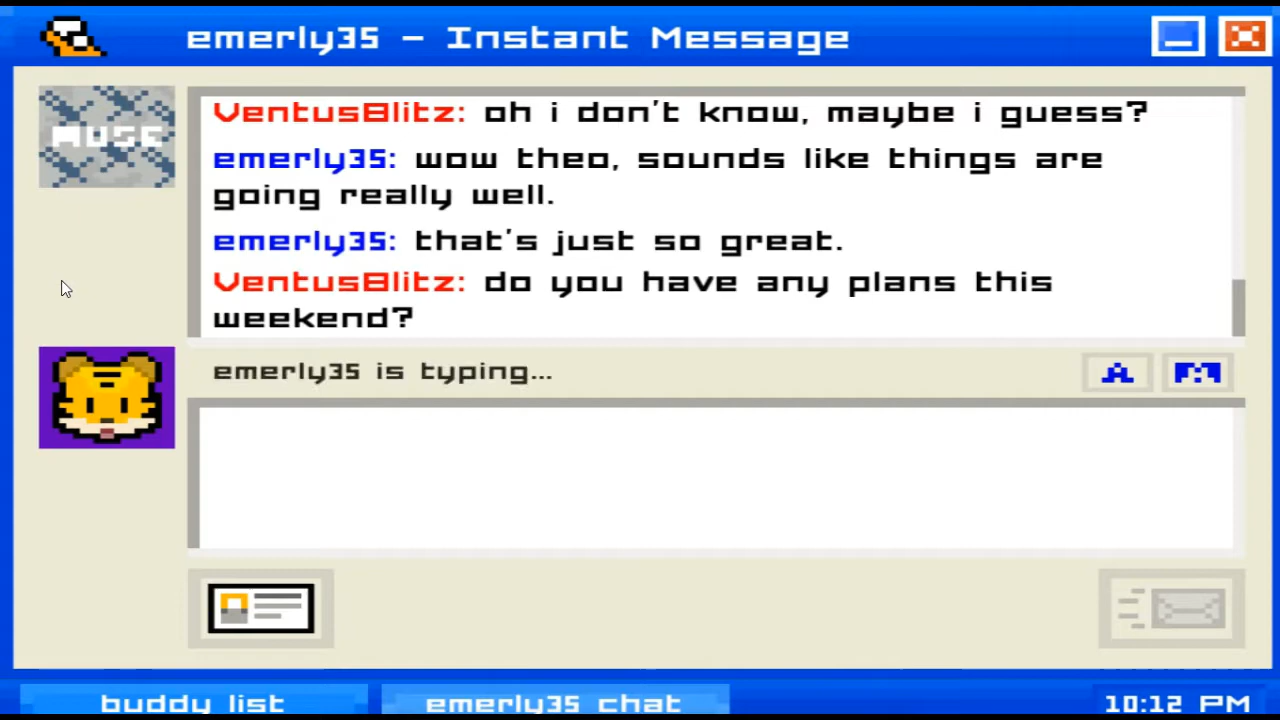 emerly35 - Instant Message
MUSE
VentusBlitz: oh i don't know, maybe i guess?
emerly35: wow theo, sounds like things are
going really well.
emerly35: that's just so great.
VentusBlitz: do you have any plans this
weekend?
emerly35 is typing...
A
buddy list
emerly35 chat
10:12 PM